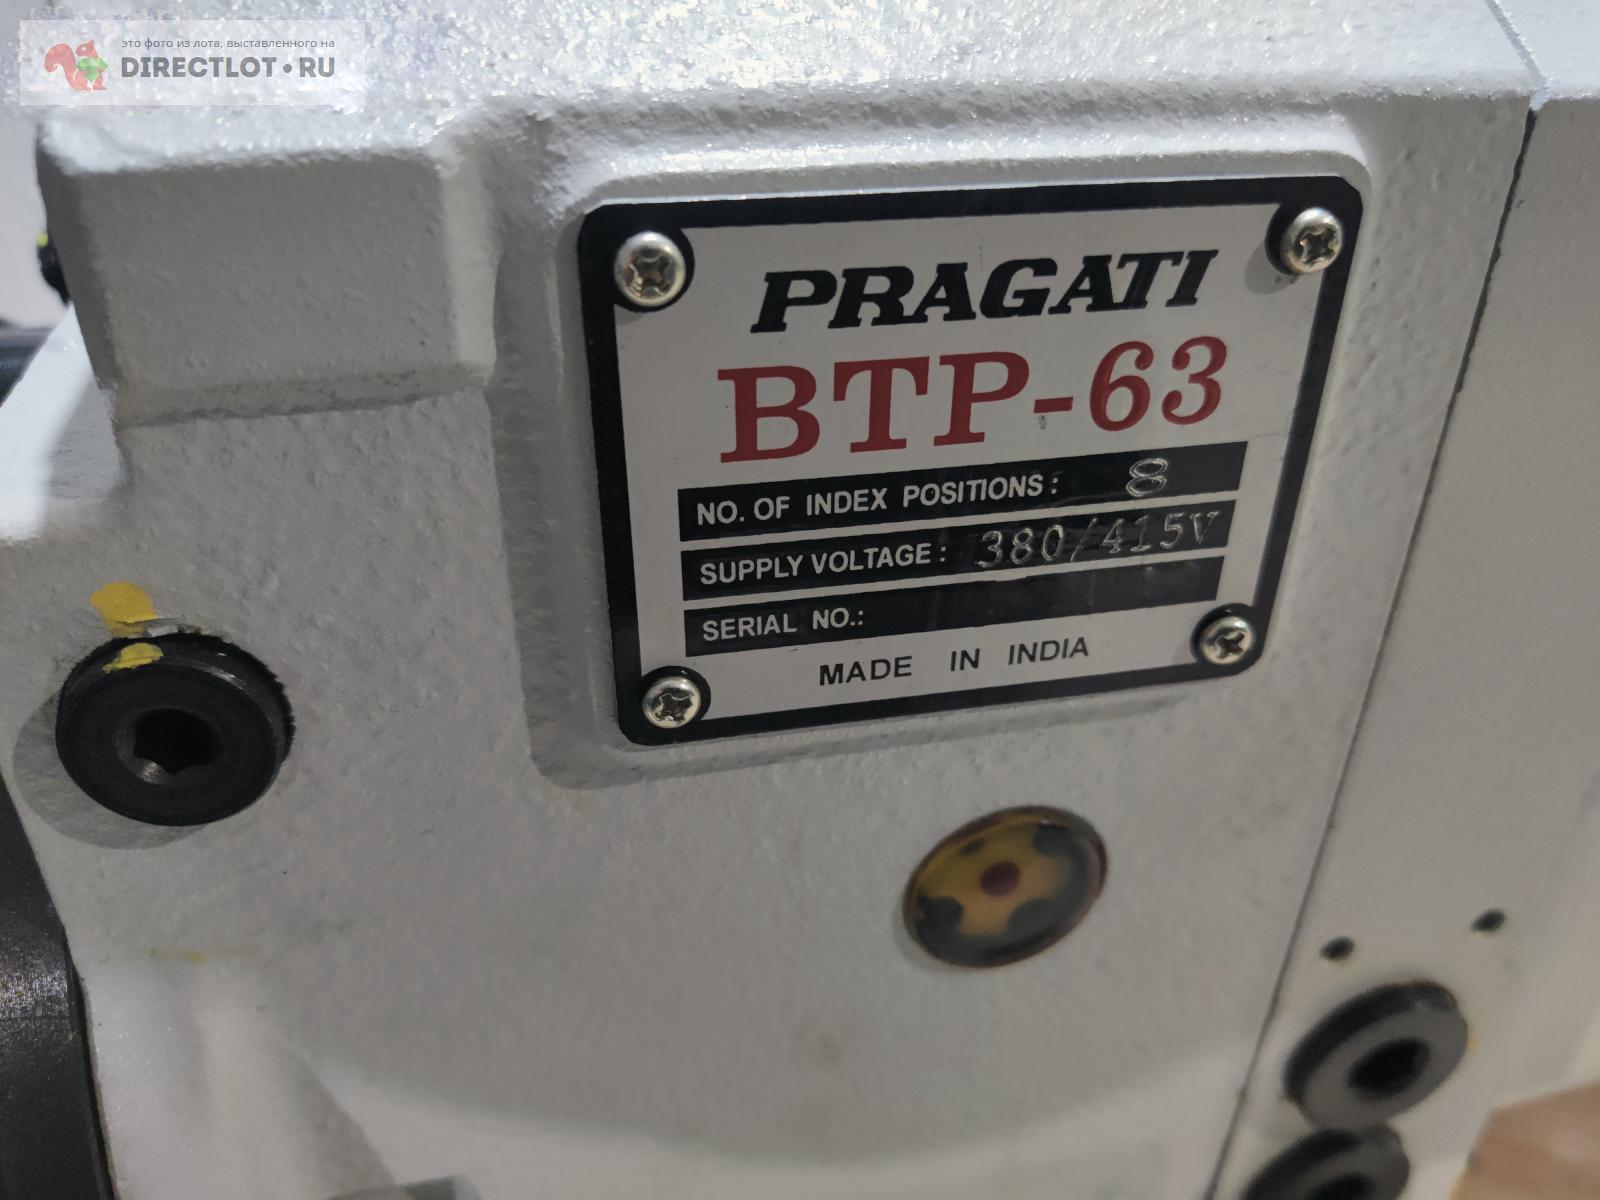 это фото из лота, выставленного на
DIRECTLOT•RU
PRAGATI
BTP-63
NO. OF INDEX POSITIONS: 8
SUPPLY VOLTAGE: 380/415V
SERIAL NO.:
MADE IN INDIA